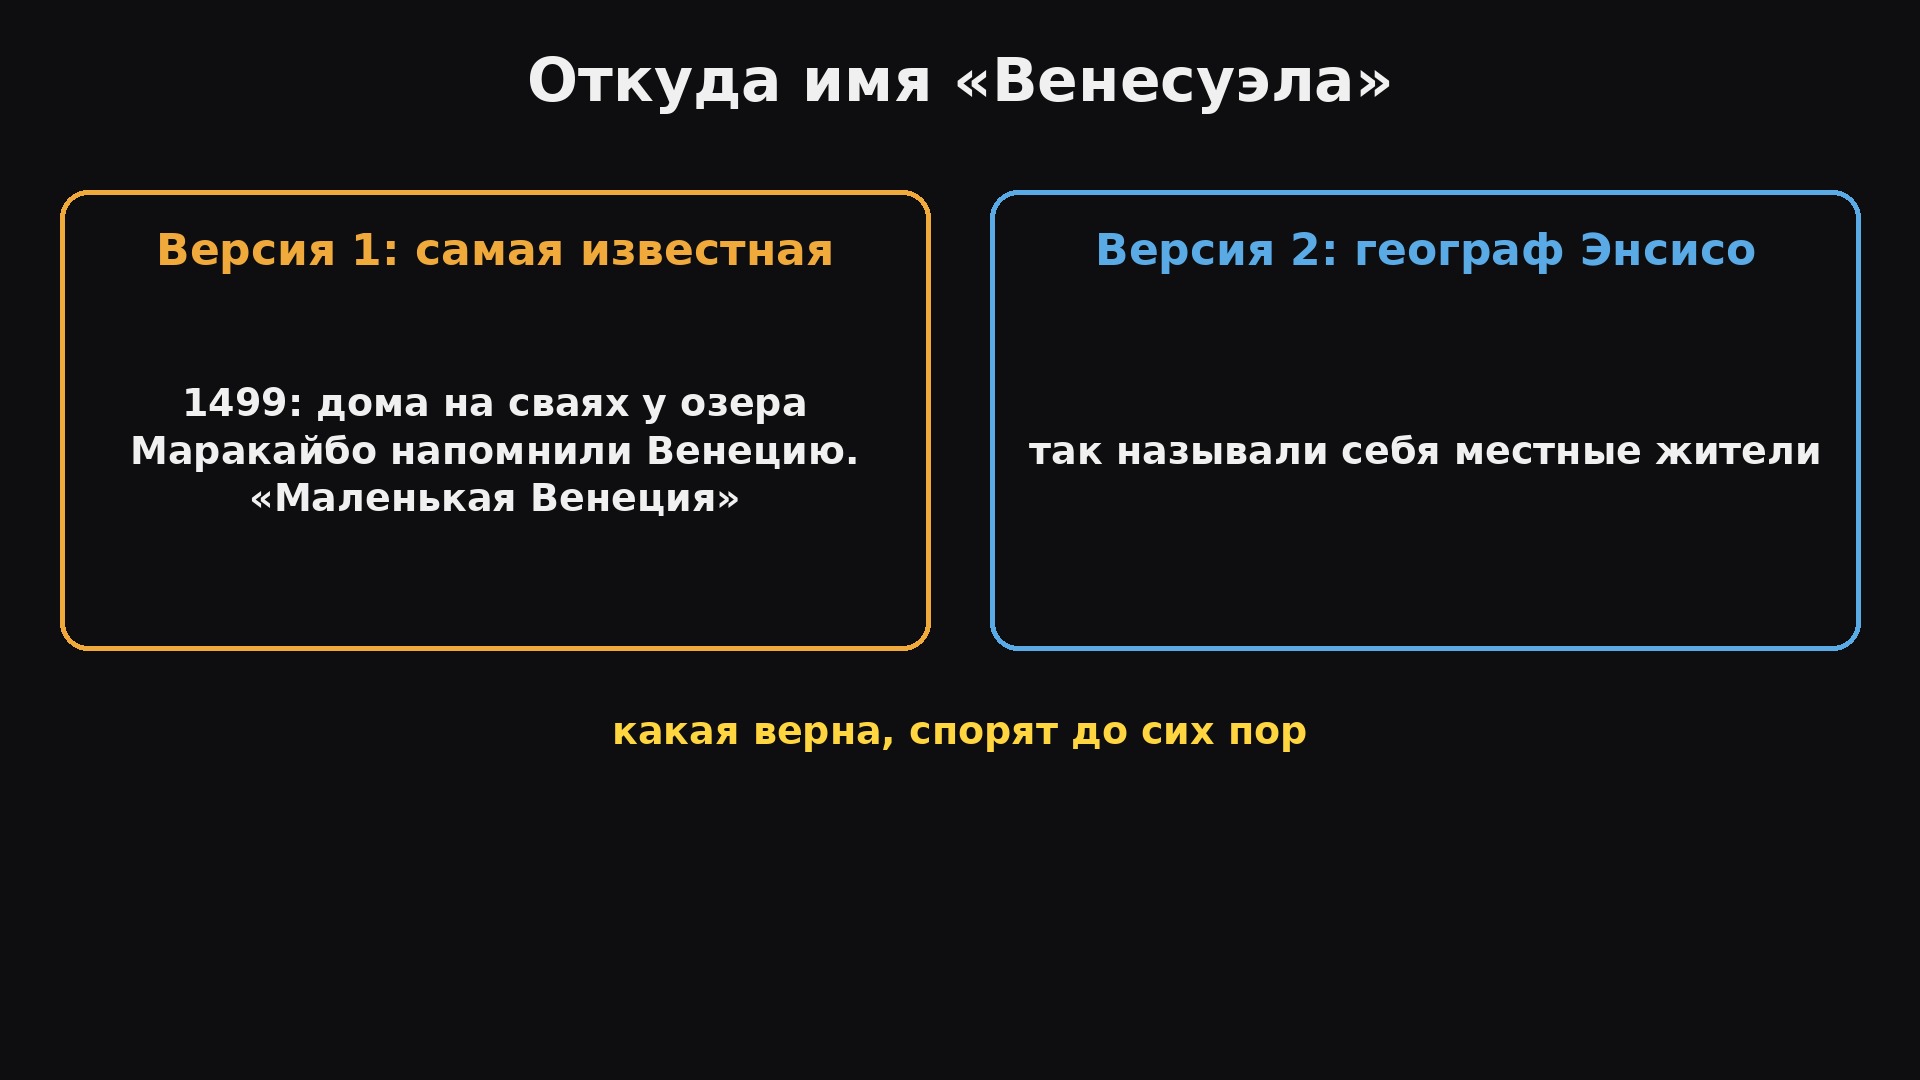 Откуда имя «Венесуэла»
Версия 1: самая известная
1499: дома на сваях у озера
Маракайбо напомнили Венецию.
«Маленькая Венеция»
Версия 2: географ Энсисо
так называли себя местные жители
какая верна, спорят до сих пор